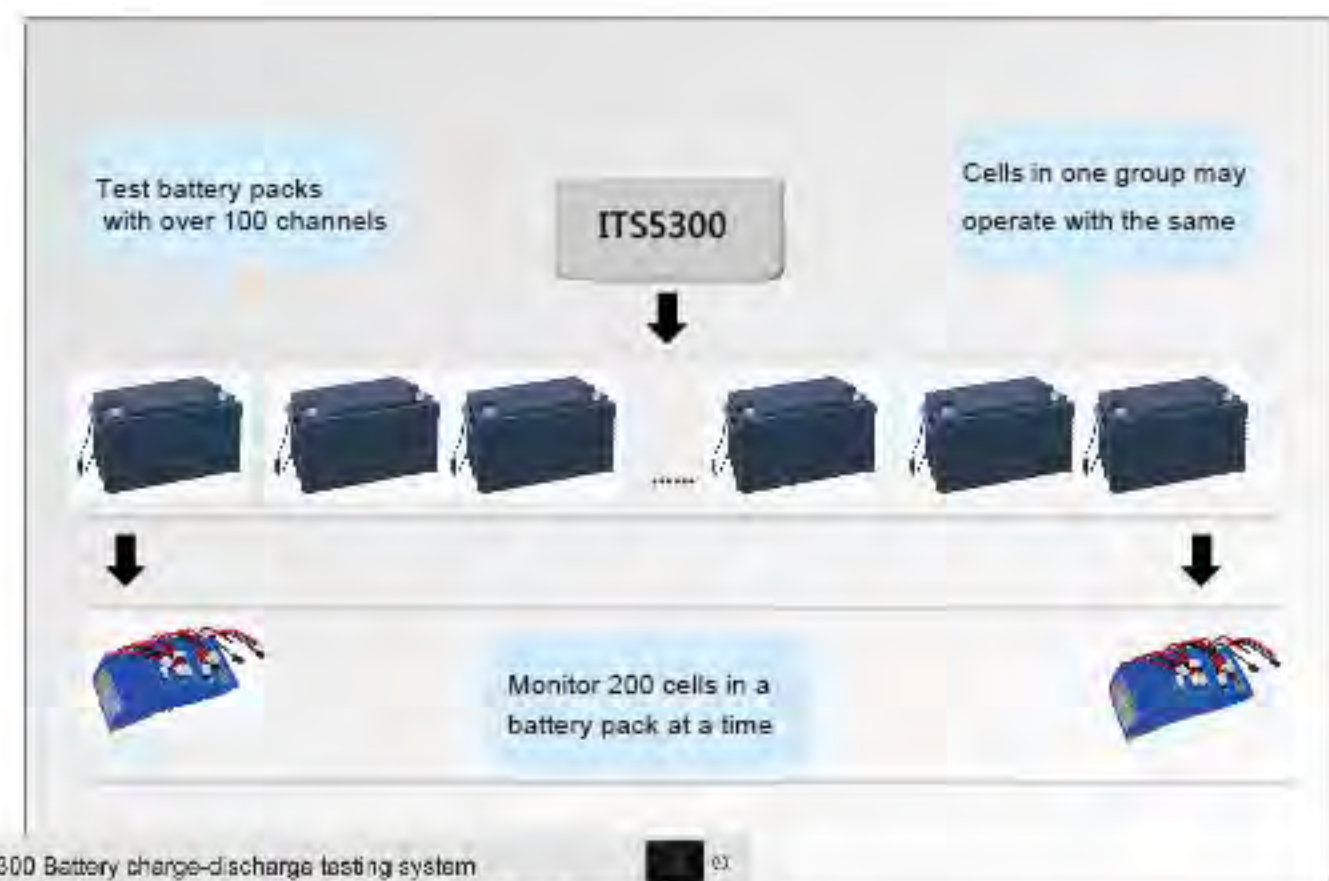 Test battery packs
with over 100 channels
ITS5300
Cells in one group may
operate with the same
......
Monitor 200 cells in a
battery pack at a time
300 Battery charge-discharge testing system